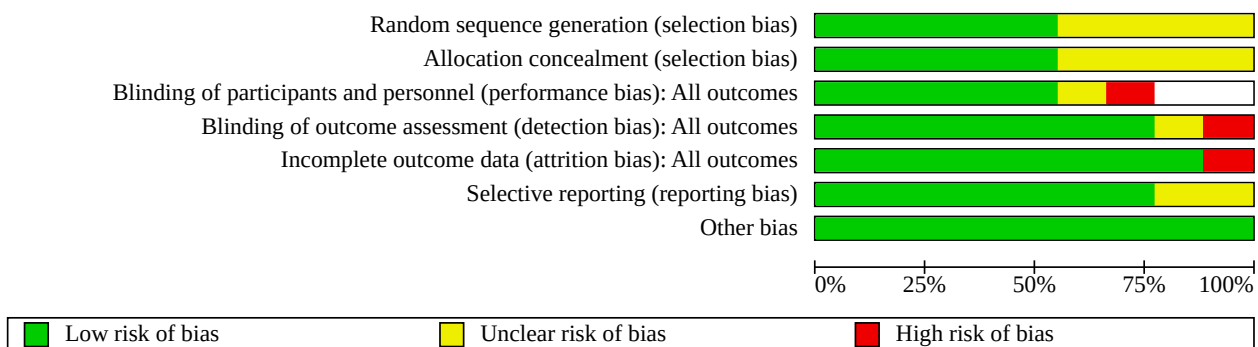 Random sequence generation (selection bias)
Allocation concealment (selection bias)
Blinding of participants and personnel (performance bias): All outcomes
Blinding of outcome assessment (detection bias): All outcomes
Incomplete outcome data (attrition bias): All outcomes
Selective reporting (reporting bias)
Other bias
0% 25% 50% 75% 100%
Low risk of bias Unclear risk of bias High risk of bias